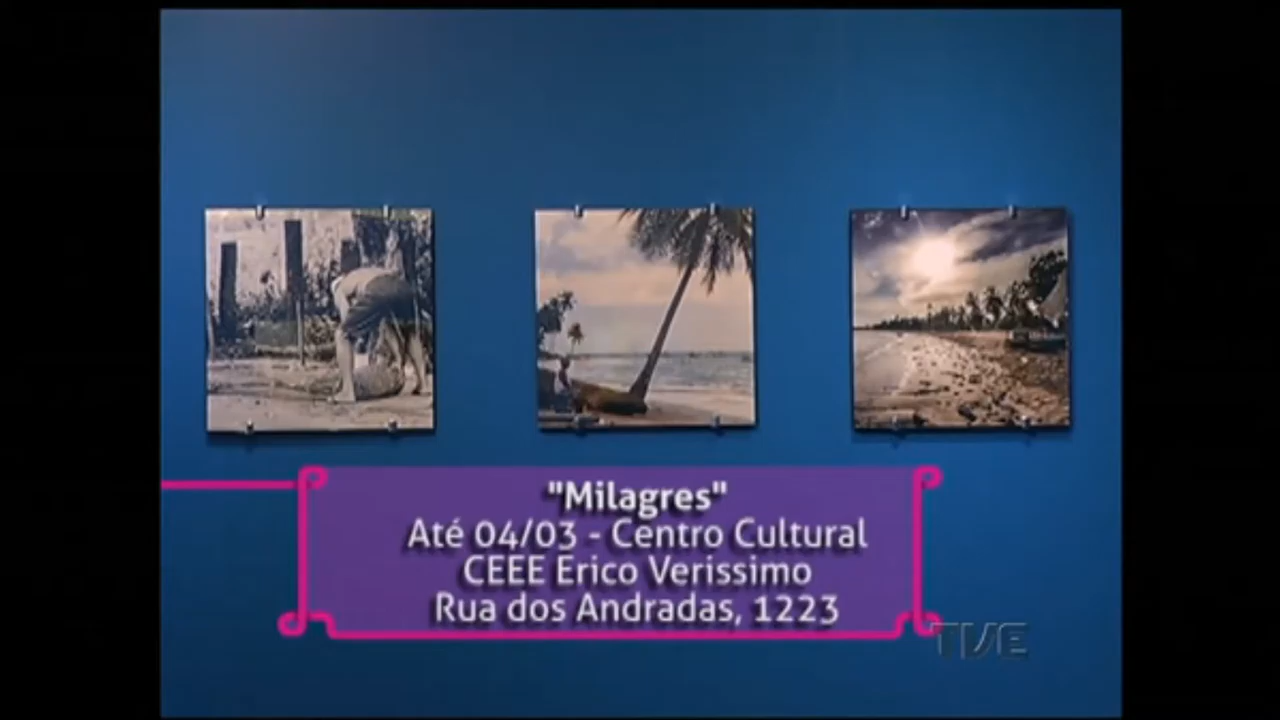 "Milagres"
Até 04/03 - Centro Cultural
CEEE Erico Verissimo
Rua dos Andradas, 1223
TVE